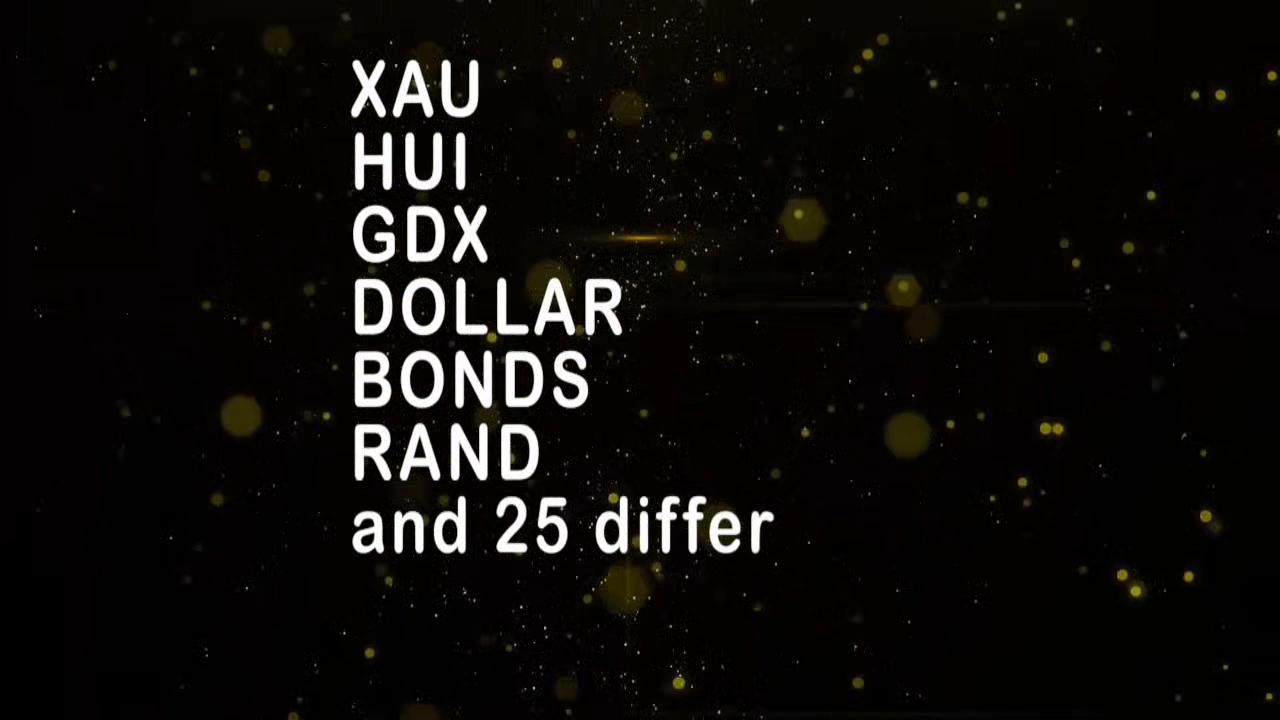 XAU
HUI
GDX
DOLLAR
BONDS
RAND
and 25 differ